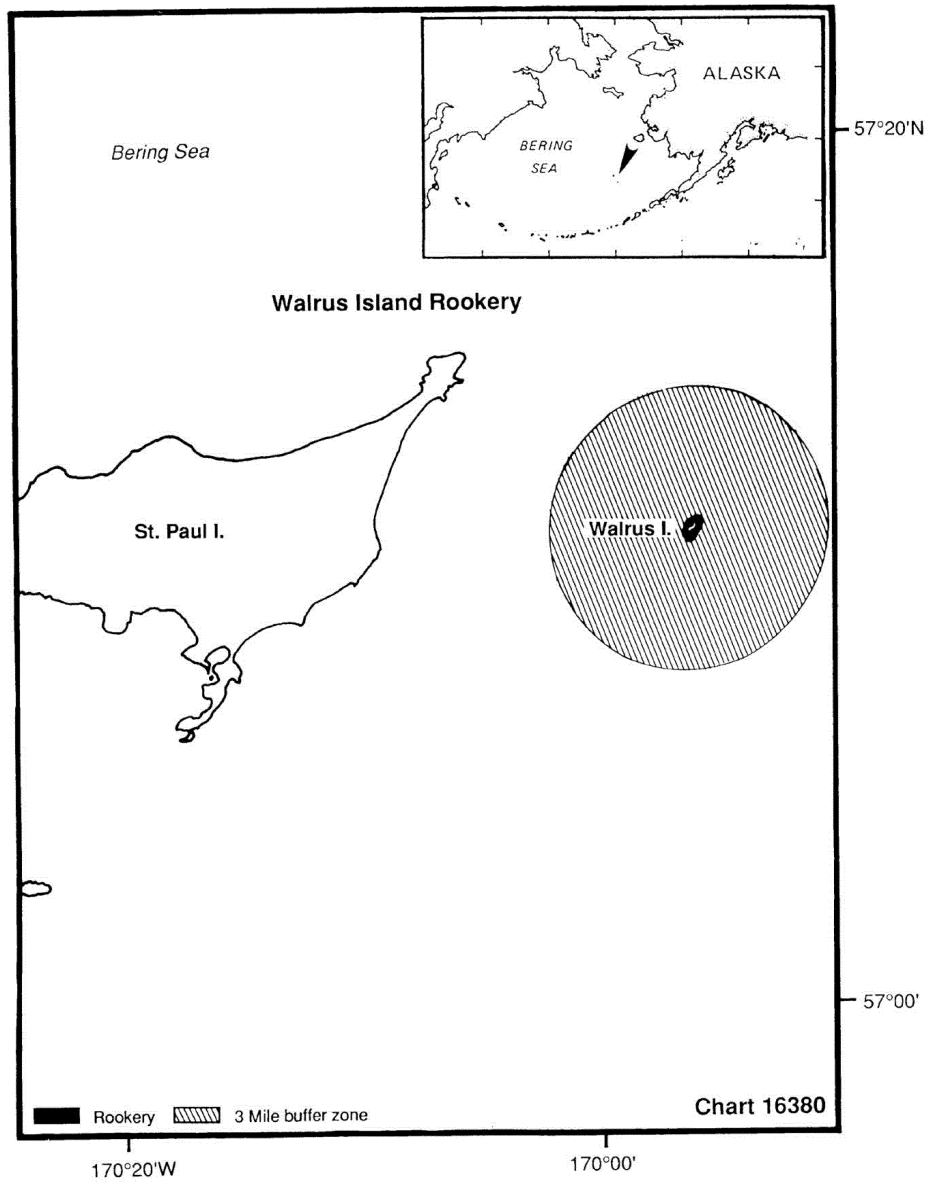 ALASKA
57°20'N
Bering Sea
BERING
SEA
Walrus Island Rookery
St. Paul I.
Walrus I.
57°00'
Rookery
3 Mile buffer zone
Chart 16380
170°20'W
170°00'